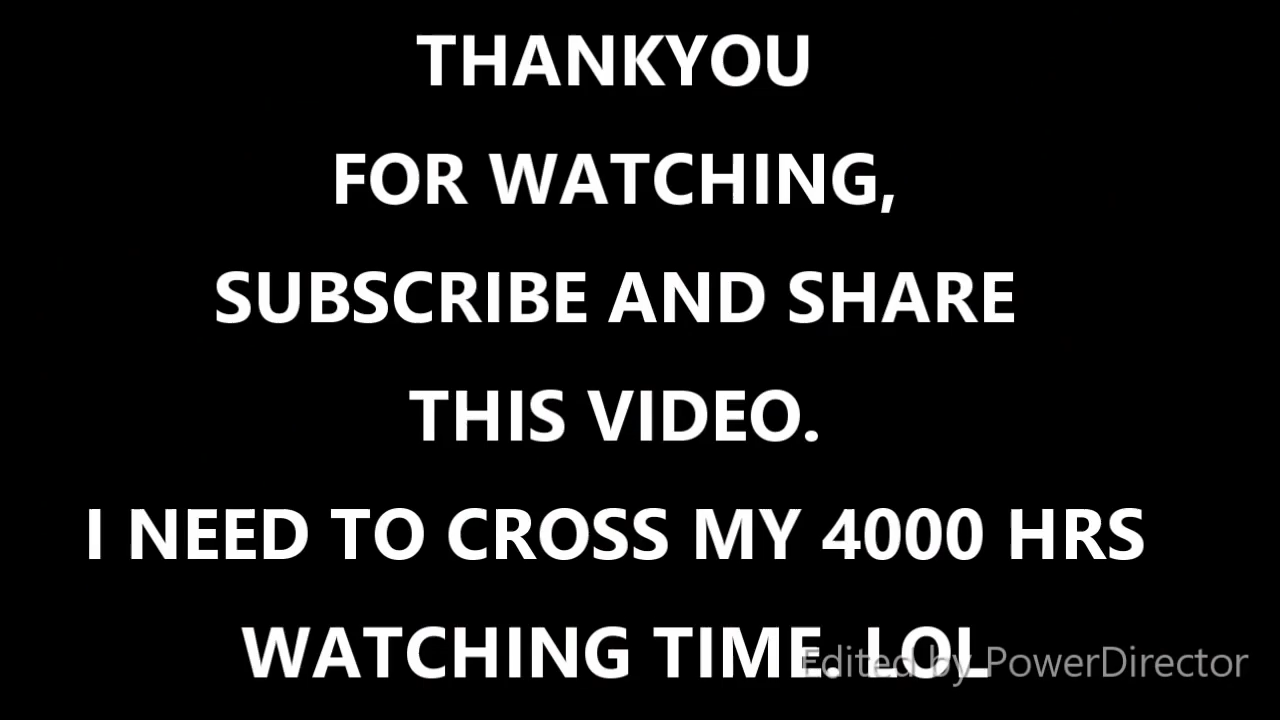 THANKYOU
FOR WATCHING,
SUBSCRIBE AND SHARE
THIS VIDEO.
I NEED TO CROSS MY 4000 HRS
WATCHING TIME. LOL
Edited by PowerDirector